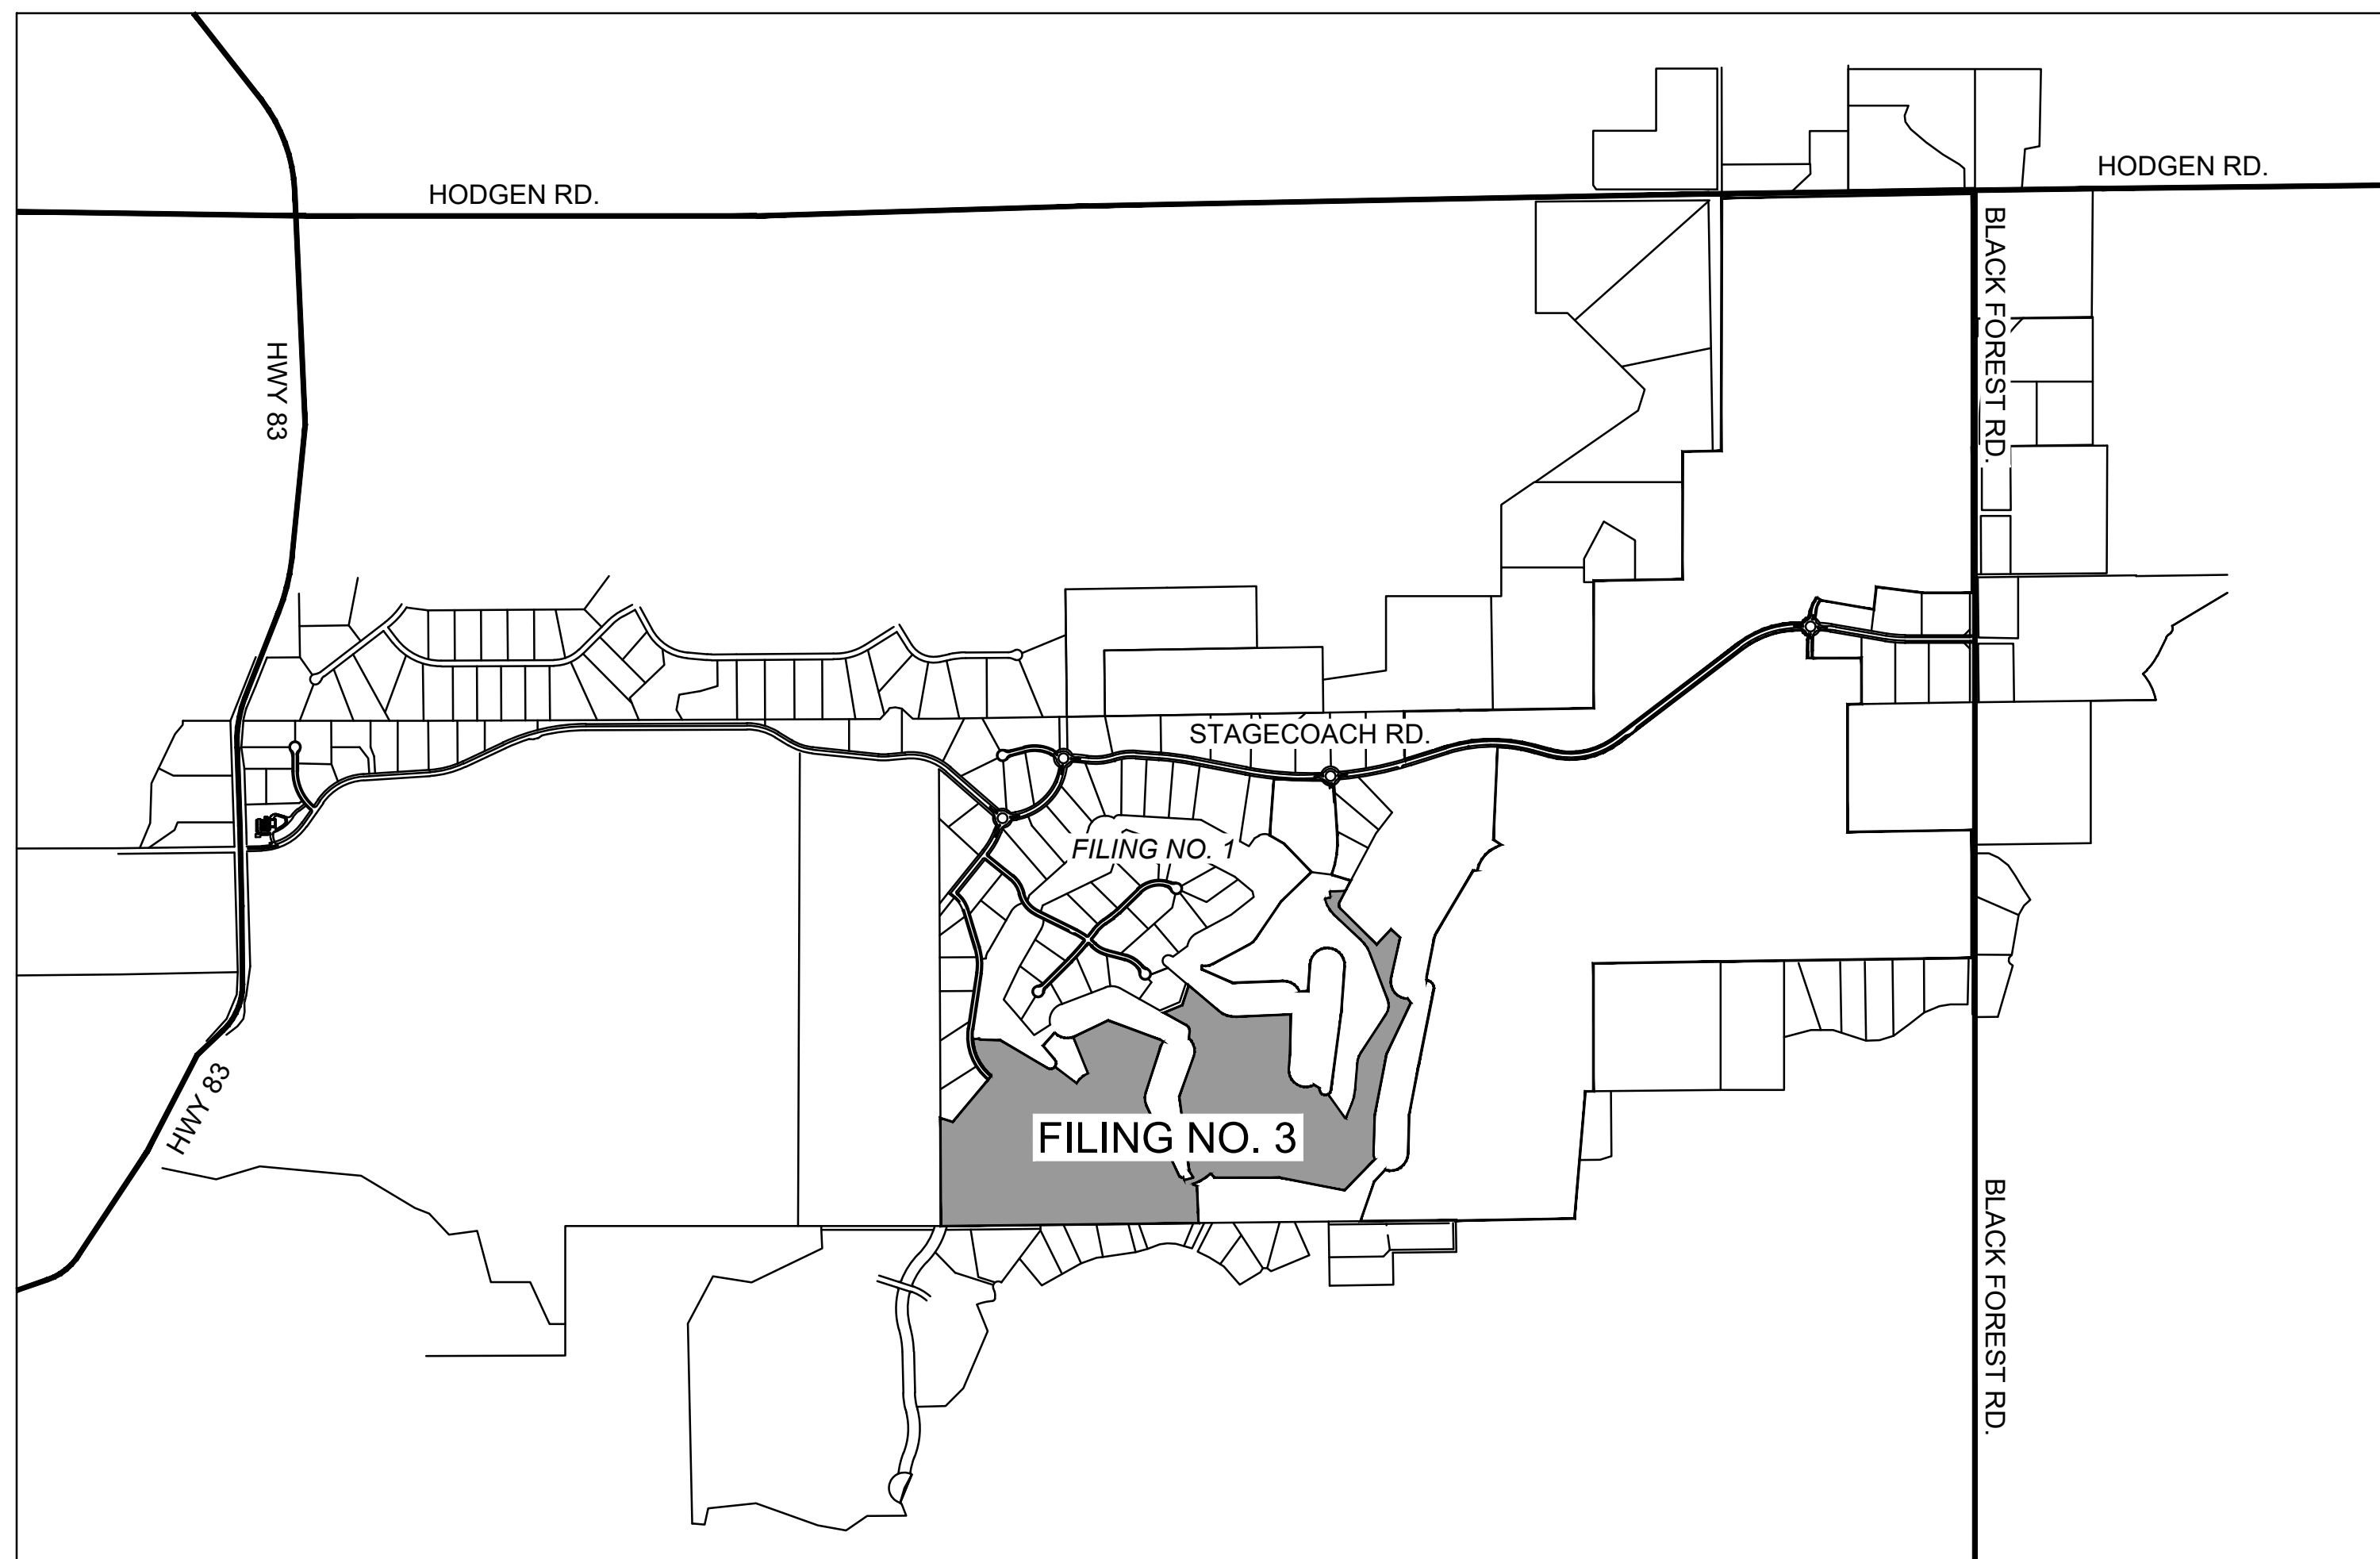 HODGEN RD.
HODGEN RD.
BLACK FOREST RD.
HWY 83
STAGECOACH RD.
FILING NO. 1
HWY 83
FILING NO. 3
BLACK FOREST RD.